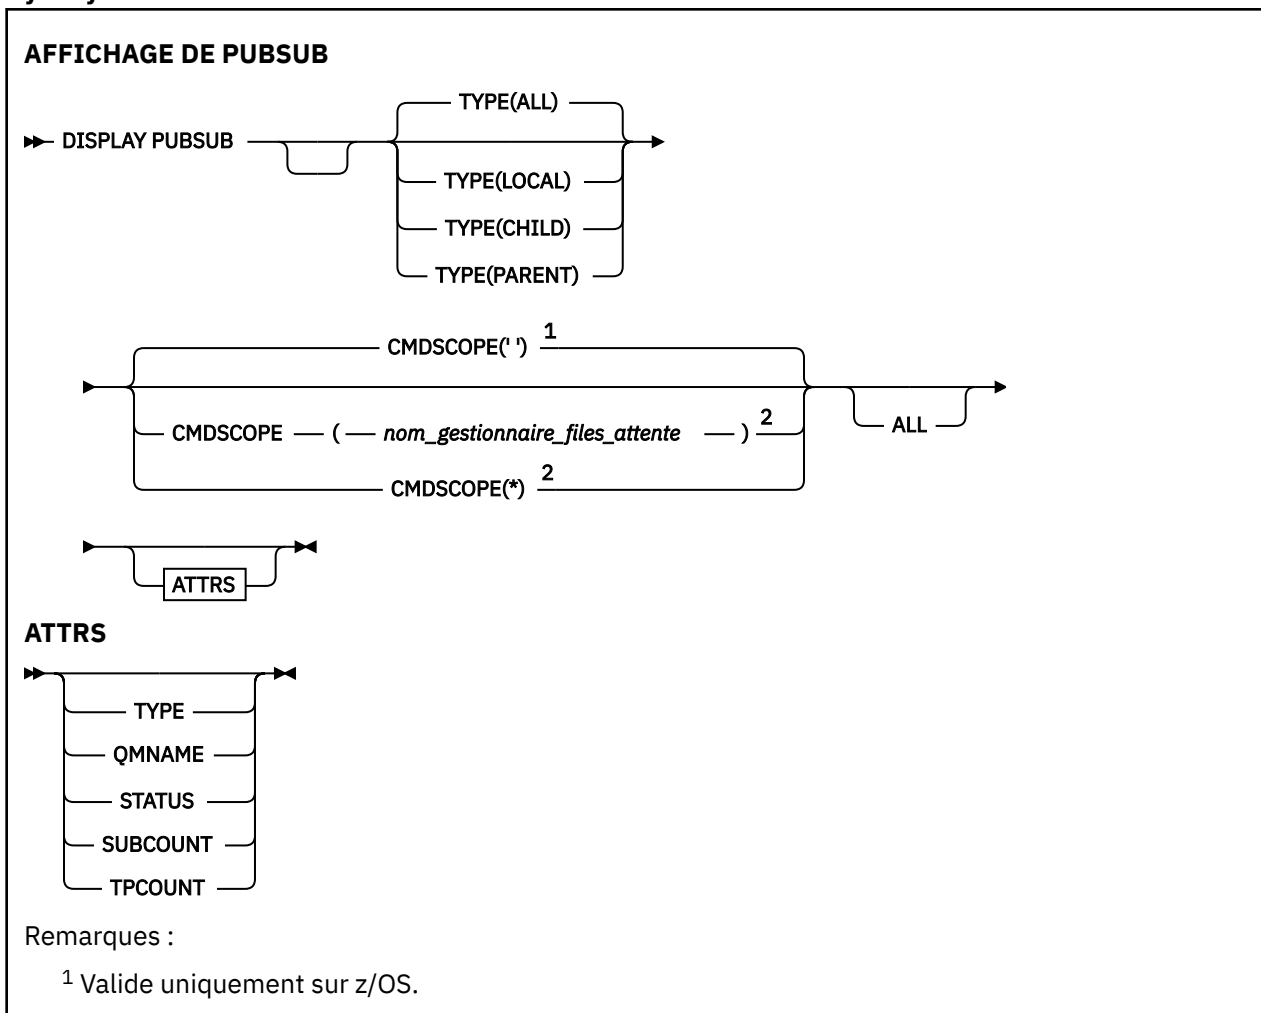 AFFICHAGE DE PUBSUB
TYPE(ALL)
DISPLAY PUBSUB
TYPE(LOCAL)
TYPE(CHILD)
TYPE(PARENT)
CMDSCOPE(' ') 1
CMDSCOPE ( nom_gestionnaire_files_attente ) 2
ALL
CMDSCOPE(*) 2
ATTRS
ATTRS
TYPE
QMNAME
STATUS
SUBCOUNT
TPCOUNT
Remarques :
1 Valide uniquement sur z/OS.